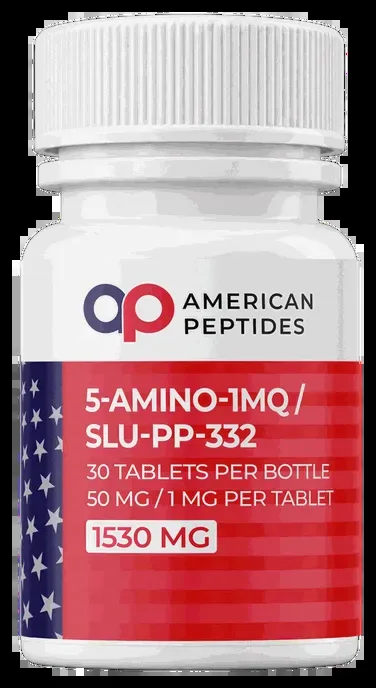 AMERICAN
PEPTIDES
5-AMINO-1MQ /
SLU-PP-332
30 TABLETS PER BOTTLE
50 MG / 1 MG PER TABLET
1530 MG